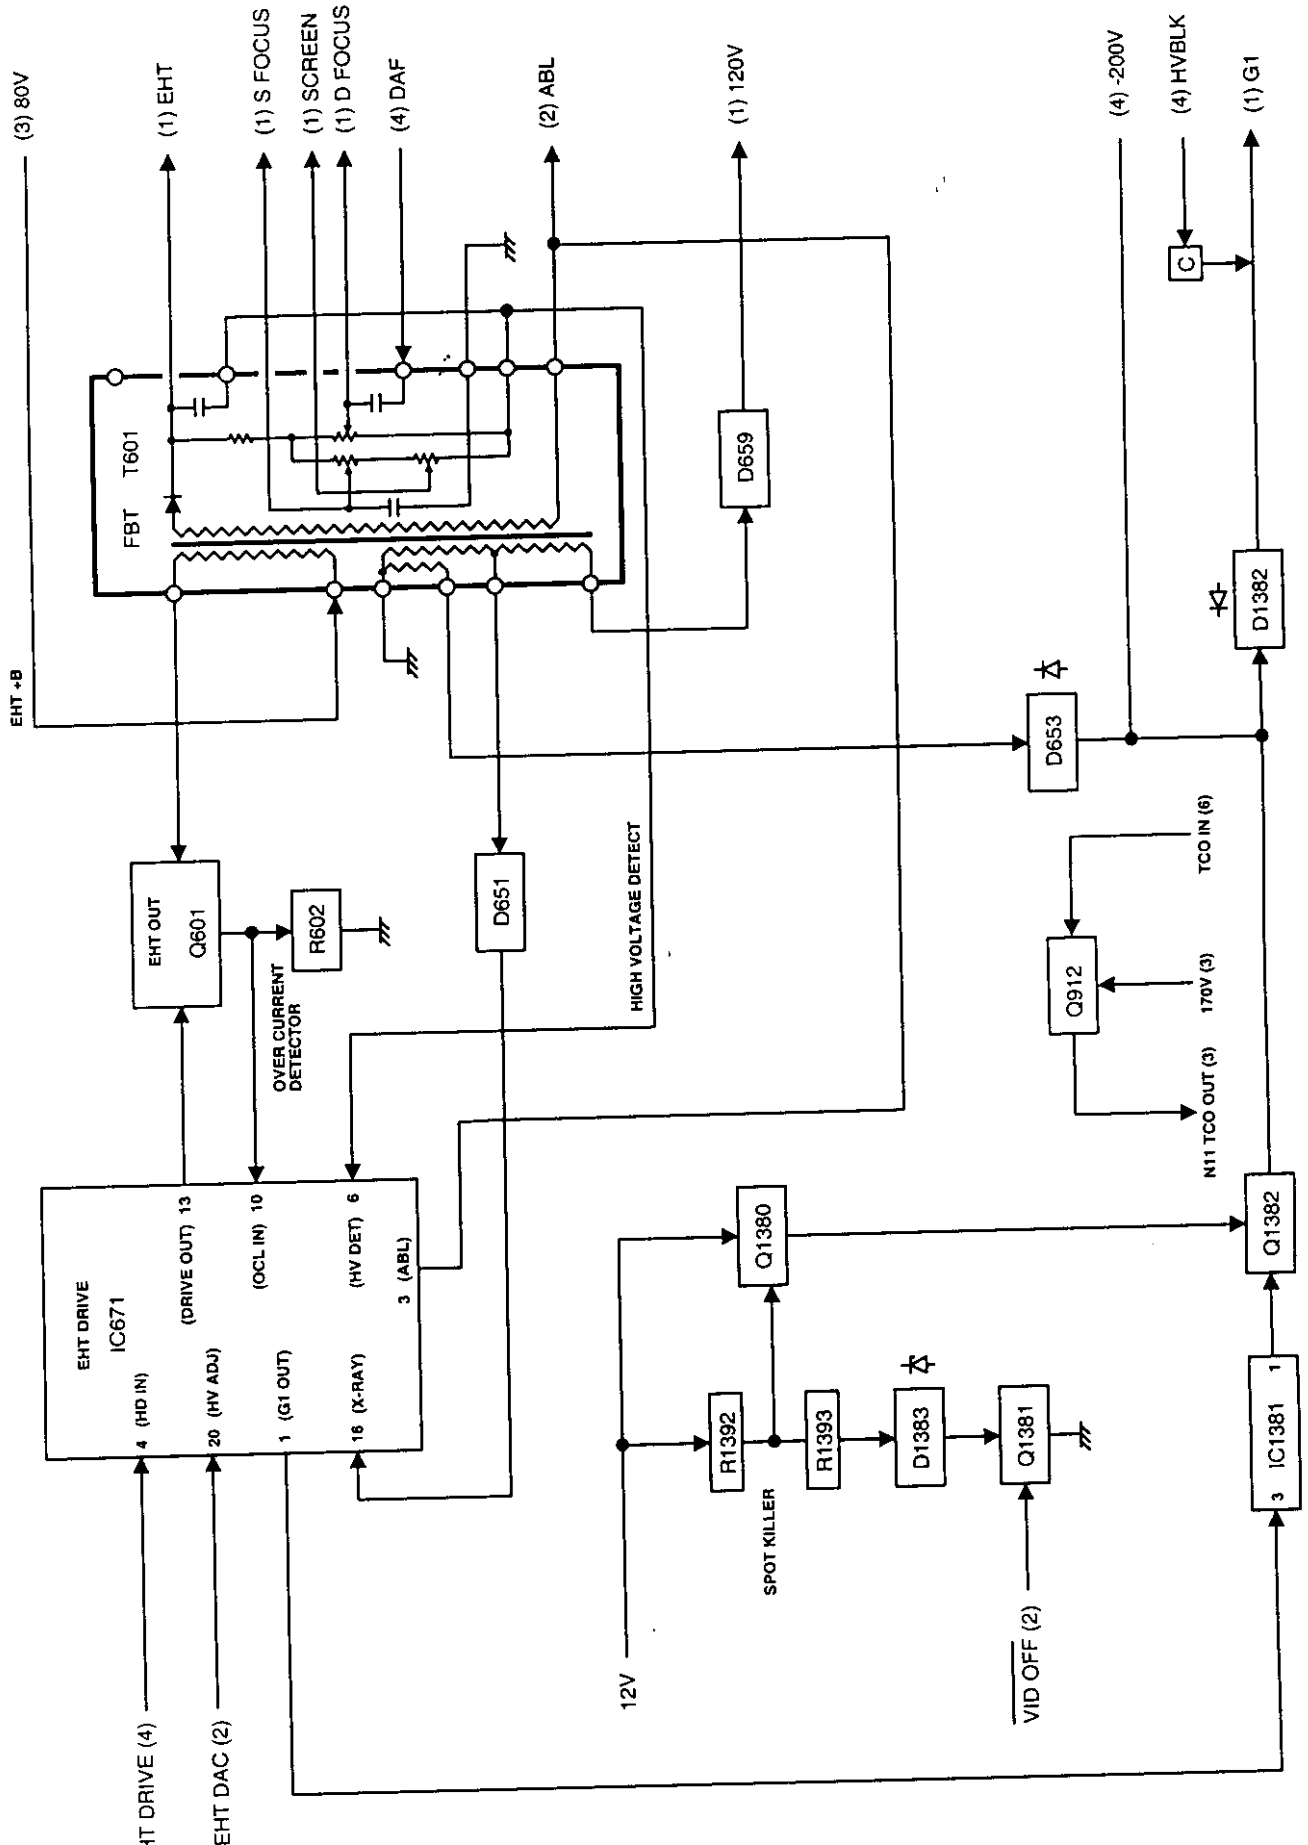 (3) 80V
(1) EHT
(1) S FOCUS
(1) SCREEN
(1) D FOCUS
(4) DAF
(2) ABL
(1) 120V
(4) -200V
(4) HVBLK
(1) G1
C
EHT +B
FBT T601
D659
D1382
D653
EHT OUT
Q601
R602
OVER CURRENT
DETECTOR
D651
HIGH VOLTAGE DETECT
TCO IN (6)
Q912
170V (3)
N11 TCO OUT (3)
EHT DRIVE
IC671
(DRIVE OUT) 13
(OCL IN) 10
(HV DET) 6
3 (ABL)
4 (HD IN)
20 (HV ADJ)
1 (G1 OUT)
16 (X-RAY)
Q1380
Q1382
R1392
R1393
D1383
Q1381
SPOT KILLER
3 IC1381 1
12V
VID OFF (2)
HT DRIVE (4)
EHT DAC (2)